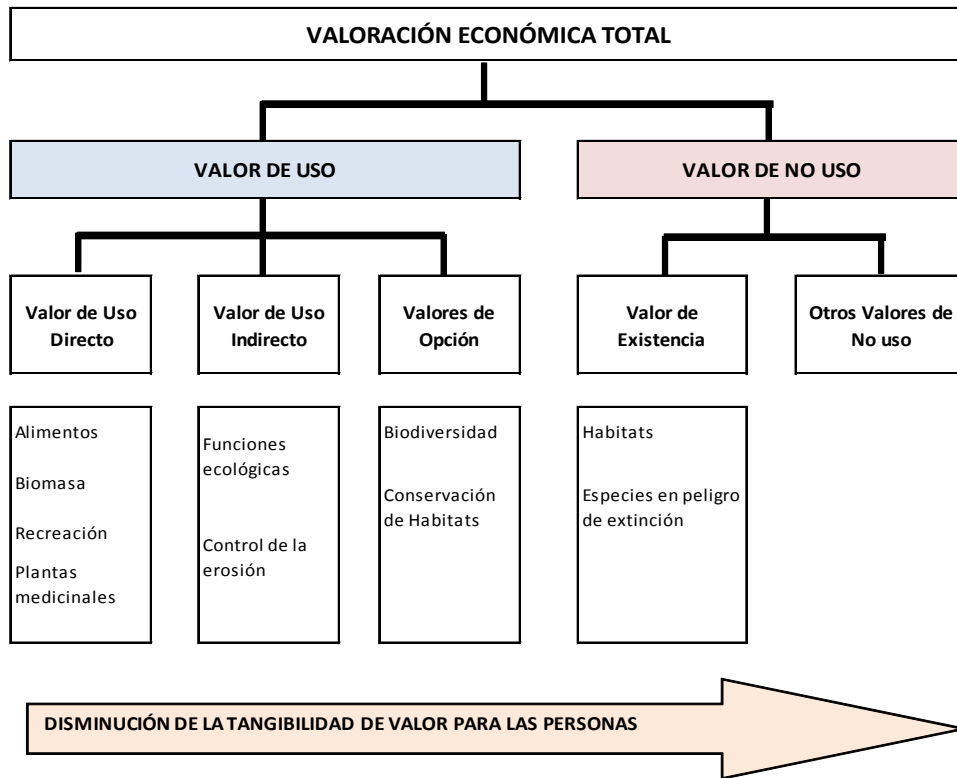 VALORACIÓN ECONÓMICA TOTAL
VALOR DE USO
VALOR DE NO USO
Valor de Uso
Directo
Valor de Uso
Indirecto
Valores de
Opción
Valor de
Existencia
Otros Valores de
No uso
Alimentos
Biomasa
Recreación
Plantas
medicinales
Funciones
ecológicas
Control de la
erosión
Biodiversidad
Conservación
de Habitats
Habitats
Especies en peligro
de extinción
DISMINUCIÓN DE LA TANGIBILIDAD DE VALOR PARA LAS PERSONAS